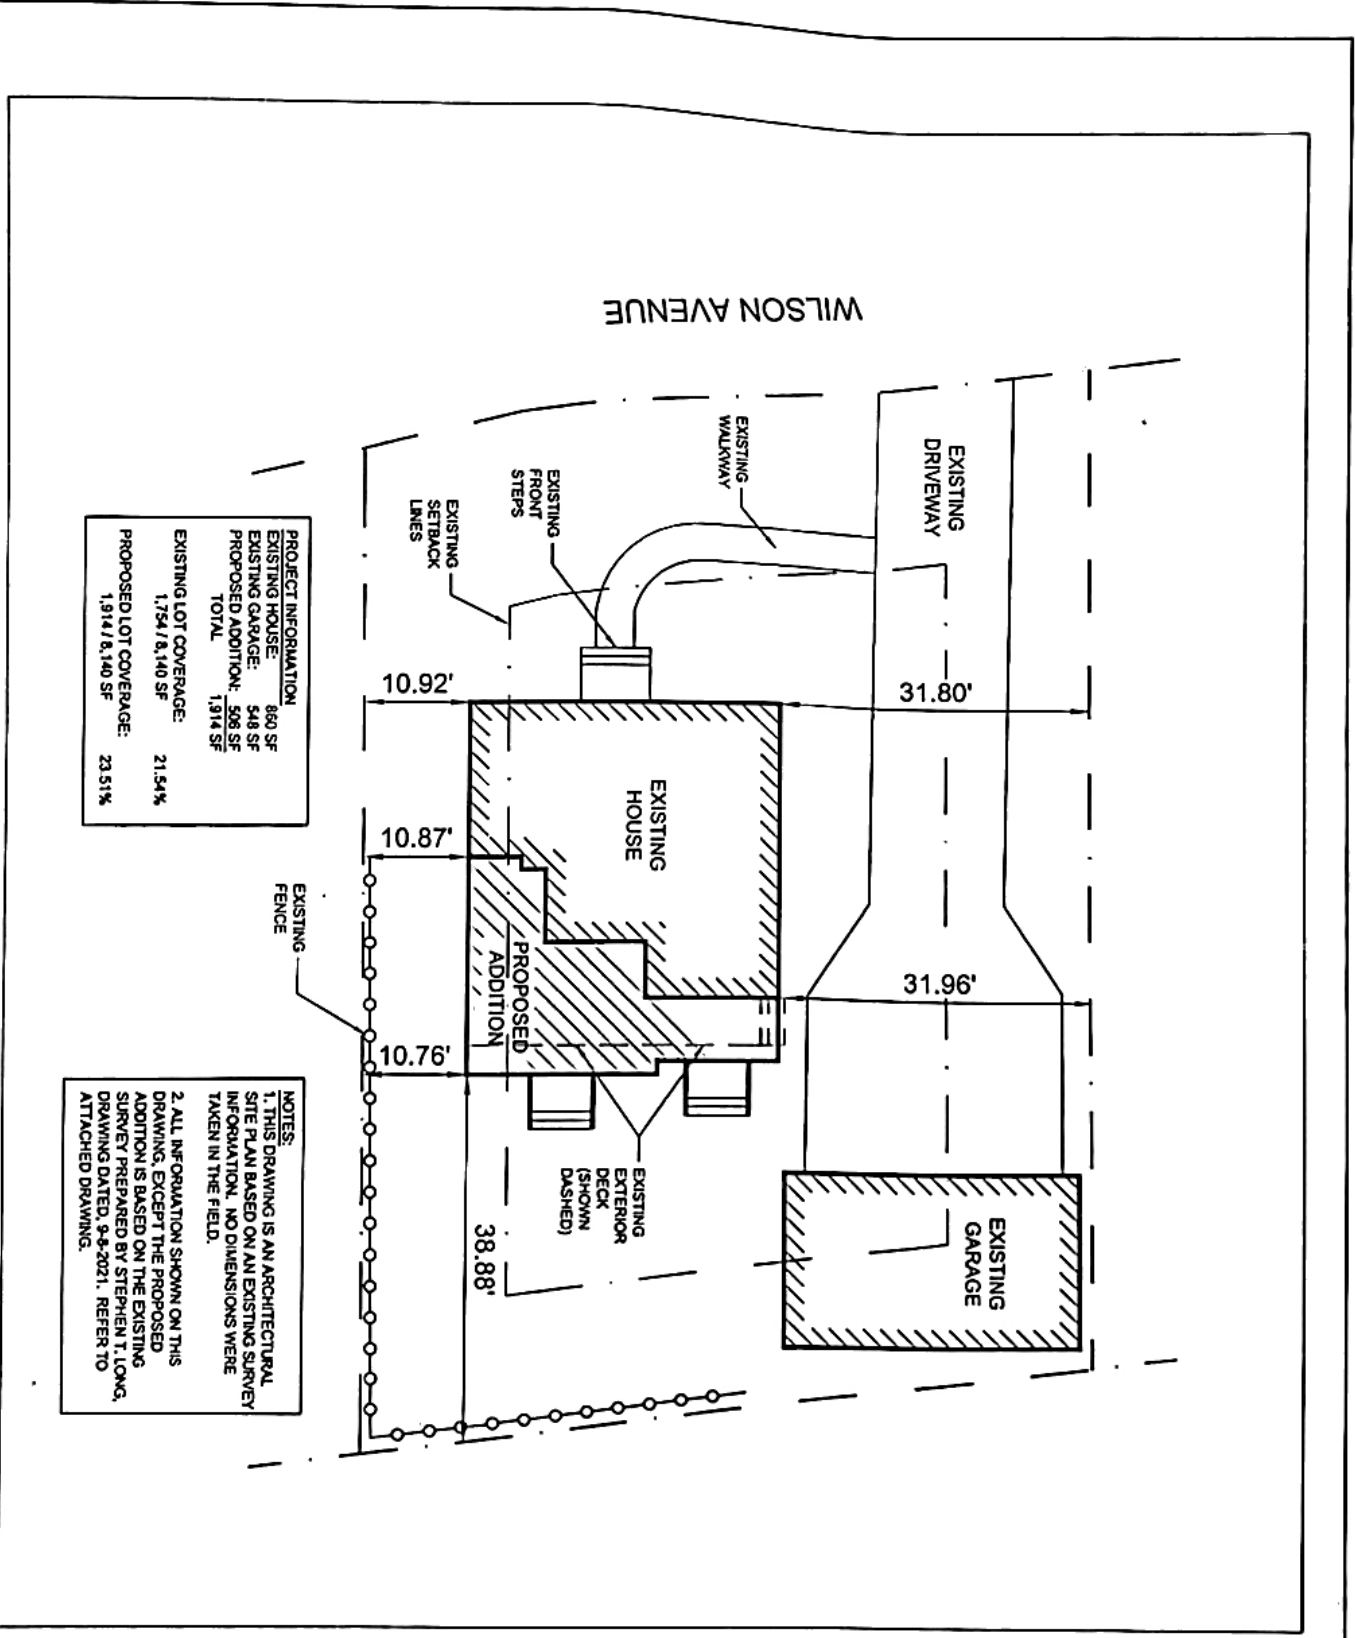 WILSON AVENUE
EXISTING
DRIVEWAY
EXISTING
WALKWAY
EXISTING
FRONT
STEPS
EXISTING
SETBACK
LINES
10.92'
31.80'
EXISTING
HOUSE
10.87'
31.96'
PROPOSED
ADDITION
10.76'
EXISTING
FENCE
EXISTING
EXTERIOR
DECK
(SHOWN
DASHED)
38.88'
EXISTING
GARAGE
PROJECT INFORMATION
EXISTING HOUSE: 860 SF
EXISTING GARAGE: 548 SF
PROPOSED ADDITION: 506 SF
TOTAL 1,914 SF
EXISTING LOT COVERAGE:
1,754 / 8,140 SF 21.54%
PROPOSED LOT COVERAGE:
1,914 / 8,140 SF 23.51%
NOTES:
1. THIS DRAWING IS AN ARCHITECTURAL
SITE PLAN BASED ON AN EXISTING SURVEY
INFORMATION. NO DIMENSIONS WERE
TAKEN IN THE FIELD.
2. ALL INFORMATION SHOWN ON THIS
DRAWING, EXCEPT THE PROPOSED
ADDITION IS BASED ON THE EXISTING
SURVEY PREPARED BY STEPHEN T. LONG,
DRAWING DATED, 9-8-2021. REFER TO
ATTACHED DRAWING.